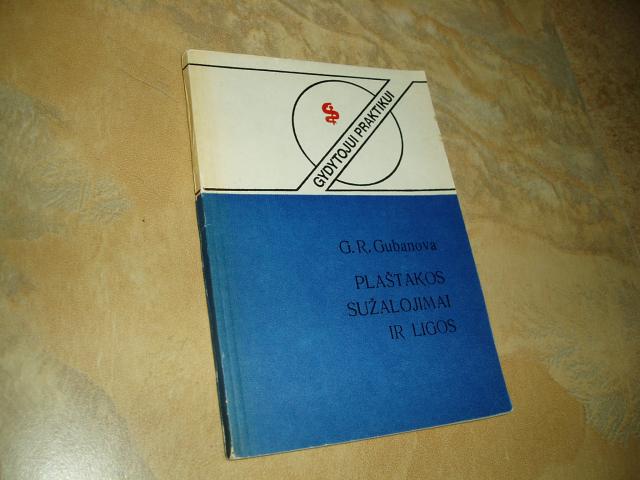 GYDYTOJUI PRAKTIKUI
G. R. Gubanova
PLAŠTAKOS
SUŽALOJIMAI
IR LIGOS